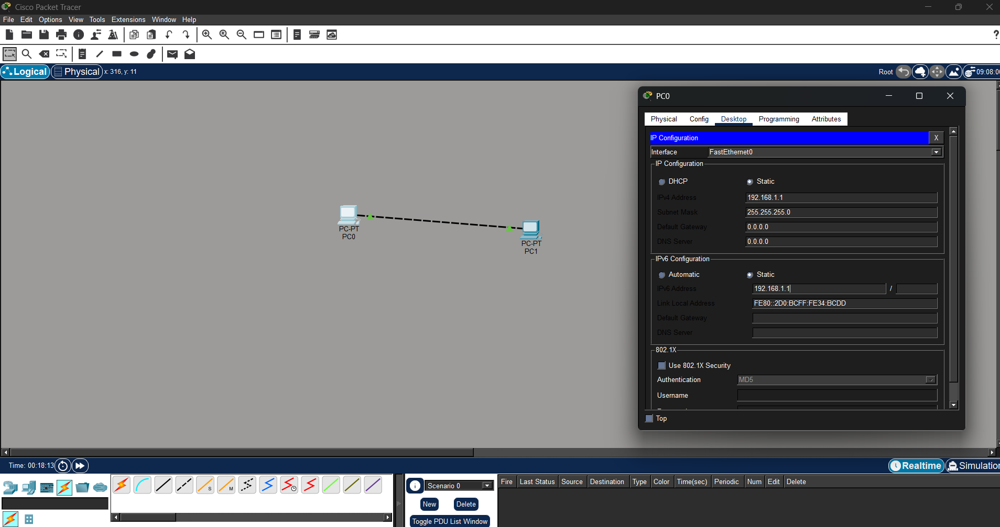 Cisco Packet Tracer
File Edit Options View Tools Extensions Window Help
?
Logical Physical x: 316, y: 11
Root 09:08:00
PC-PT
PC0
PC-PT
PC1
PC0
Physical Config Desktop Programming Attributes
IP Configuration X
Interface FastEthernet0
IP Configuration
DHCP Static
IPv4 Address 192.168.1.1
Subnet Mask 255.255.255.0
Default Gateway 0.0.0.0
DNS Server 0.0.0.0
IPv6 Configuration
Automatic Static
IPv6 Address 192.168.1.1 /
Link Local Address FE80::2D0:BCFF:FE34:BCDD
Default Gateway
DNS Server
802.1X
Use 802.1X Security
Authentication MD5
Username
Top
Time: 00:18:13
Realtime Simulation
S M
Scenario 0
New Delete
Toggle PDU List Window
Fire Last Status Source Destination Type Color Time(sec) Periodic Num Edit Delete